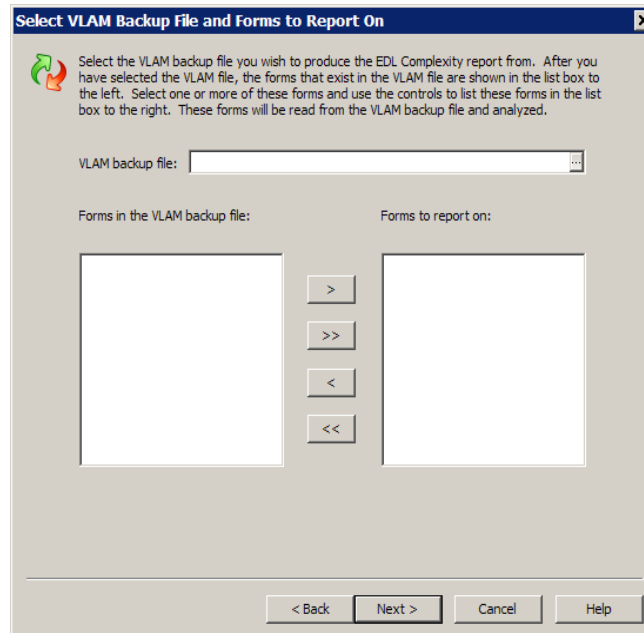 Select VLAM Backup File and Forms to Report On
Select the VLAM backup file you wish to produce the EDL Complexity report from. After you
have selected the VLAM file, the forms that exist in the VLAM file are shown in the list box to
the left. Select one or more of these forms and use the controls to list these forms in the list
box to the right. These forms will be read from the VLAM backup file and analyzed.
VLAM backup file:
...
Forms in the VLAM backup file:
Forms to report on:
>
>>
<
<<
< Back
Next >
Cancel
Help